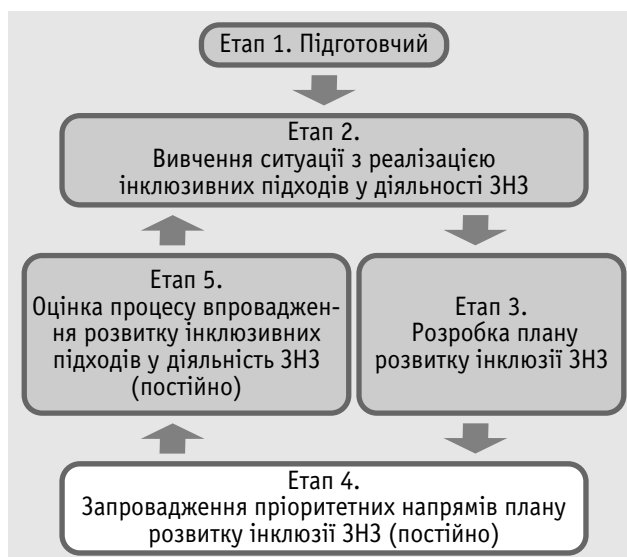 Етап 1. Підготовчий
Етап 2.
Вивчення ситуації з реалізацією
інклюзивних підходів у діяльності ЗНЗ
Етап 5.
Оцінка процесу впроваджен-
ня розвитку інклюзивних
підходів у діяльність ЗНЗ
(постійно)
Етап 3.
Розробка плану
розвитку інклюзії ЗНЗ
Етап 4.
Запровадження пріоритетних напрямів плану
розвитку інклюзії ЗНЗ (постійно)